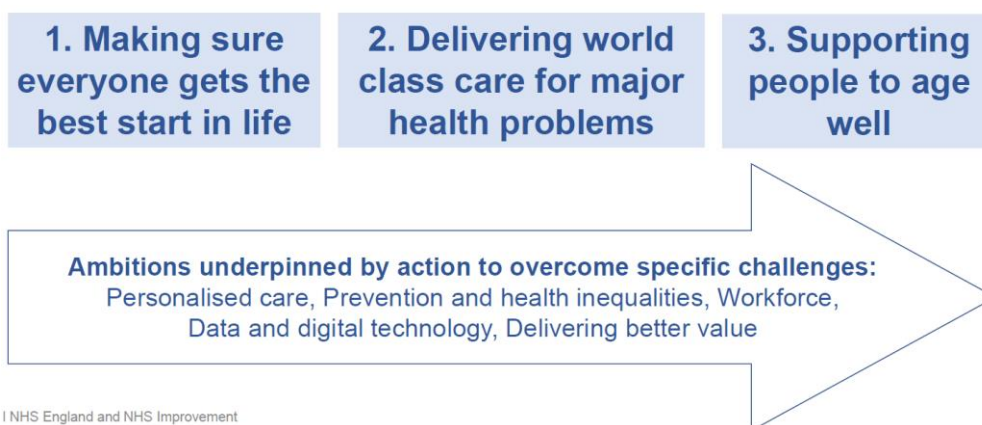 1. Making sure
everyone gets the
best start in life
2. Delivering world
class care for major
health problems
3. Supporting
people to age
well
Ambitions underpinned by action to overcome specific challenges:
Personalised care, Prevention and health inequalities, Workforce,
Data and digital technology, Delivering better value
| NHS England and NHS Improvement